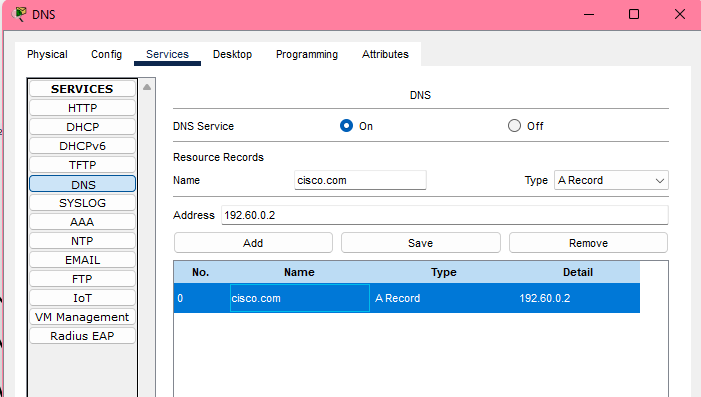 DNS
Physical Config Services Desktop Programming Attributes
SERVICES
HTTP
DHCP
DHCPv6
TFTP
DNS
SYSLOG
AAA
NTP
EMAIL
FTP
IoT
VM Management
Radius EAP
DNS
DNS Service On Off
Resource Records
Name cisco.com Type A Record
Address 192.60.0.2
Add Save Remove
No. Name Type Detail
0 cisco.com A Record 192.60.0.2